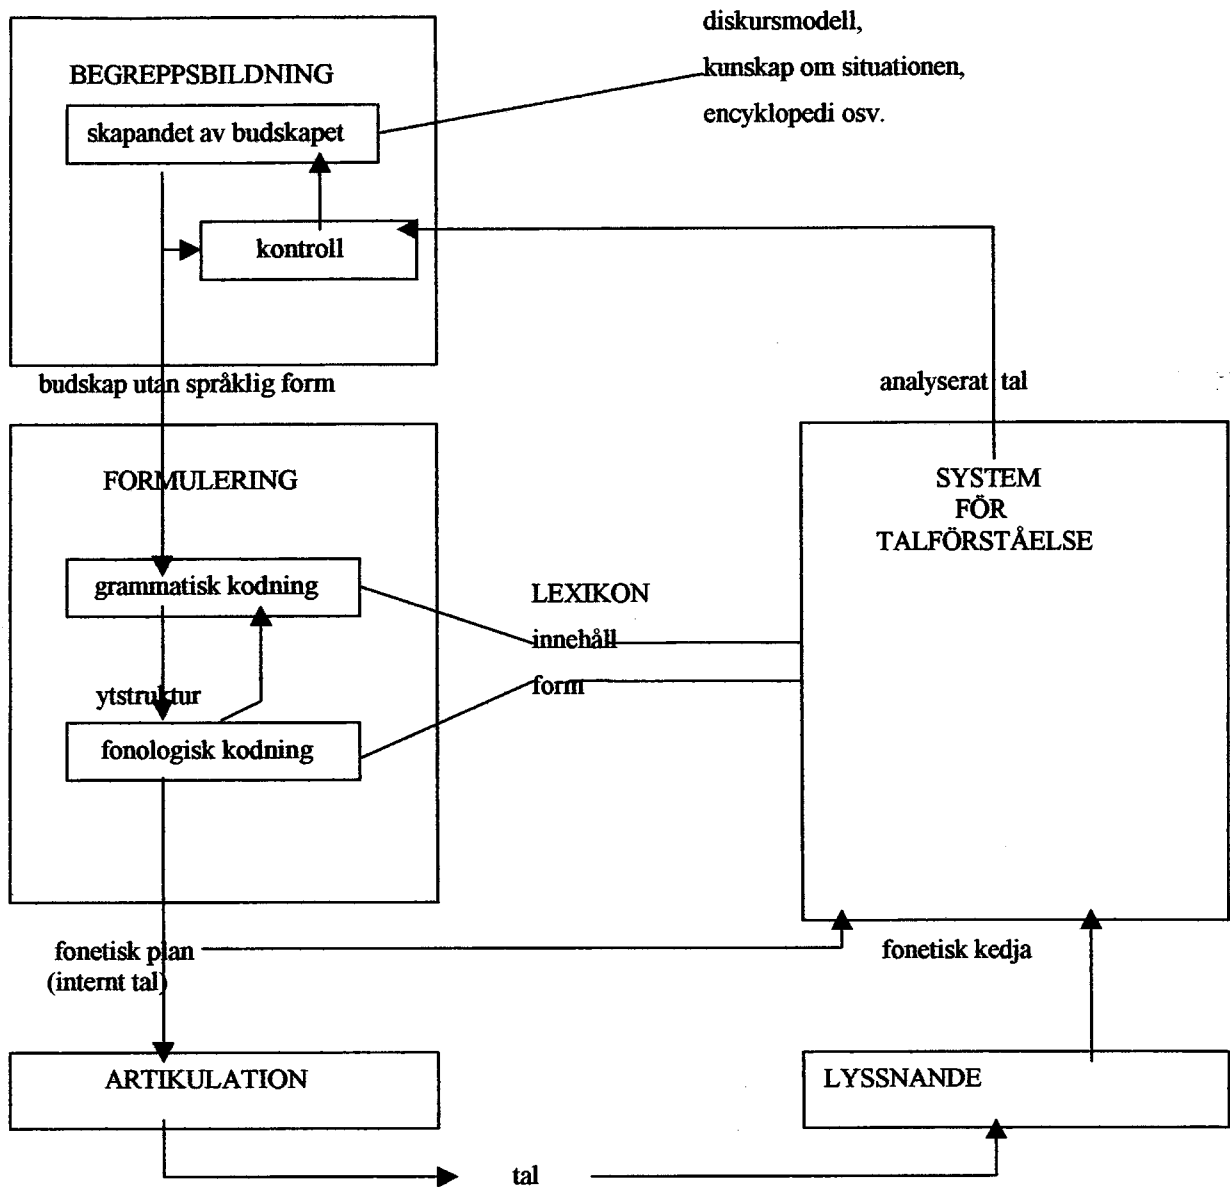 diskursmodell,
BEGREPPSBILDNING
kunskap om situationen,
skapandet av budskapet
encyklopedi osv.
kontroll
budskap utan språklig form
analyserat tal
FORMULERING
SYSTEM
FÖR
TALFÖRSTÅELSE
grammatisk kodning
LEXIKON
innehåll
form
ytstruktur
fonologisk kodning
fonetisk plan
(internt tal)
fonetisk kedja
ARTIKULATION
LYSSNANDE
tal